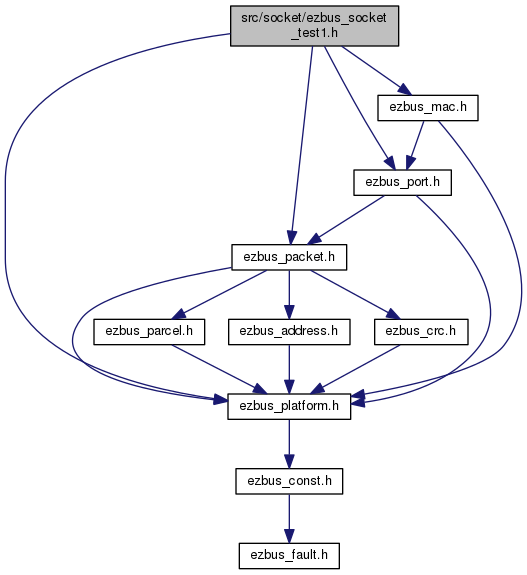 src/socket/ezbus_socket
_test1.h
ezbus_mac.h
ezbus_port.h
ezbus_packet.h
ezbus_parcel.h
ezbus_address.h
ezbus_crc.h
ezbus_platform.h
ezbus_const.h
ezbus_fault.h